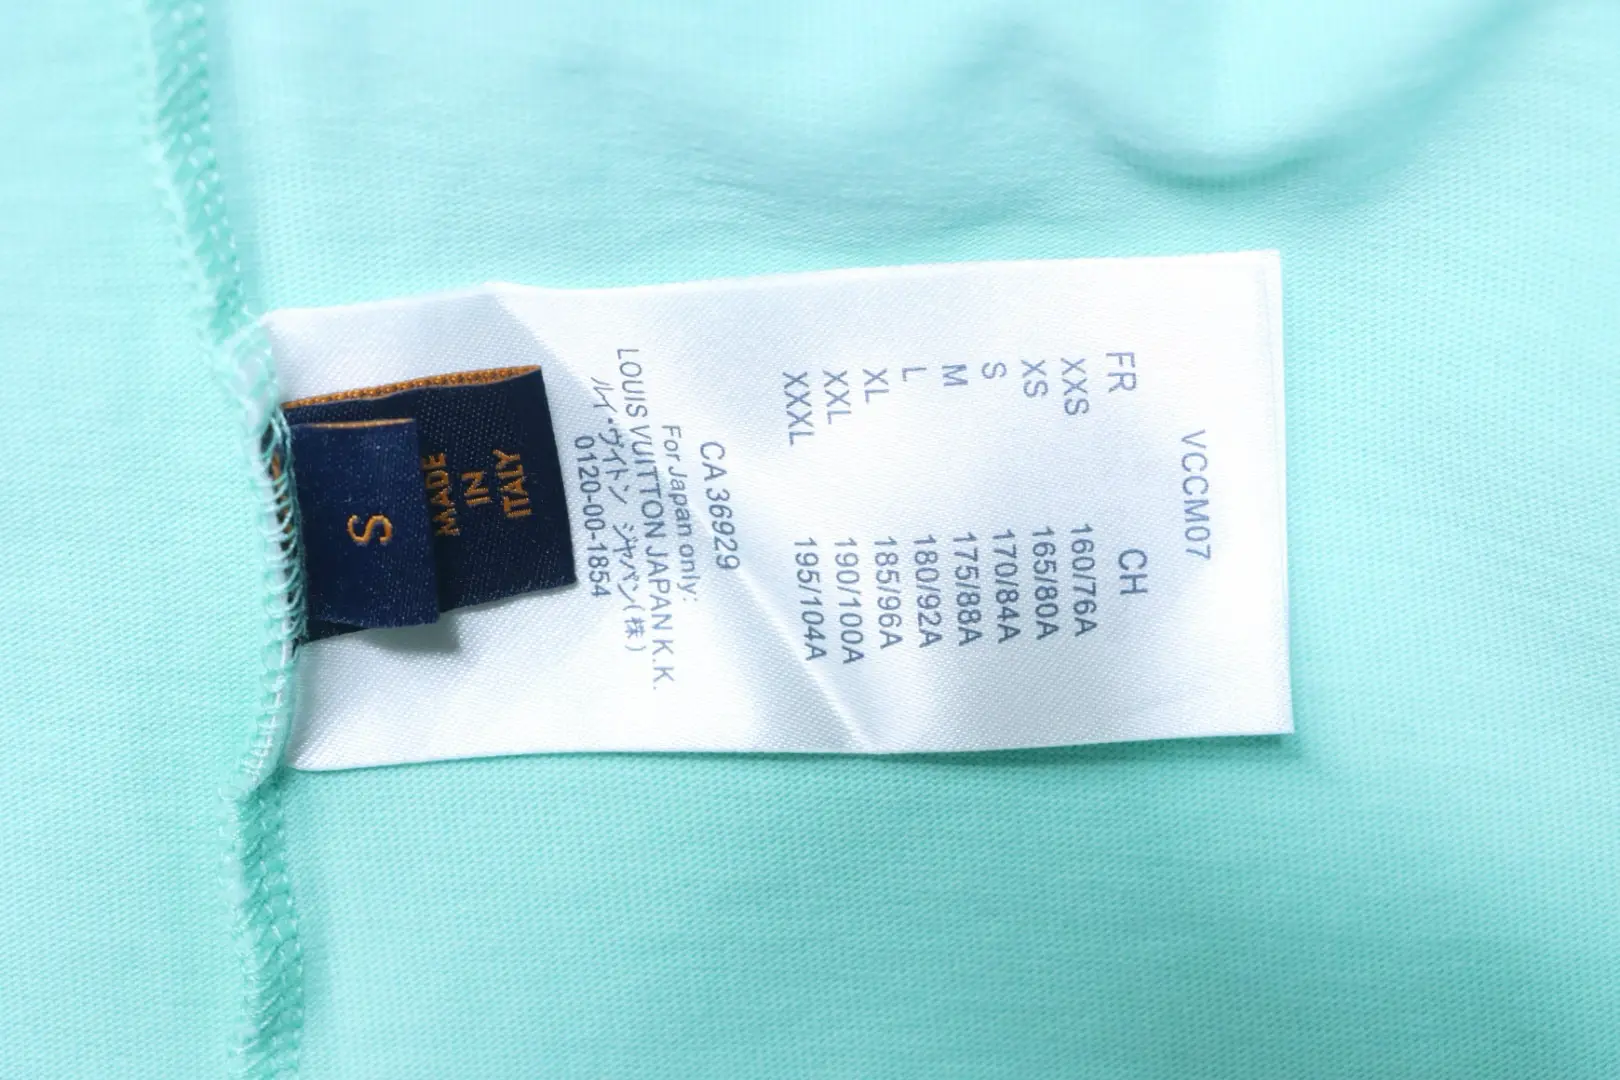 VCCM07
FR CH
XXS 160/76A
XS 165/80A
S 170/84A
M 175/88A
L 180/92A
XL 185/96A
XXL 190/100A
XXXL 195/104A
CA 36929
For Japan only:
LOUIS VUITTON JAPAN K.K.
ルイ・ヴィトン ジャパン(株)
0120-00-1854
MADE
IN
ITALY
S